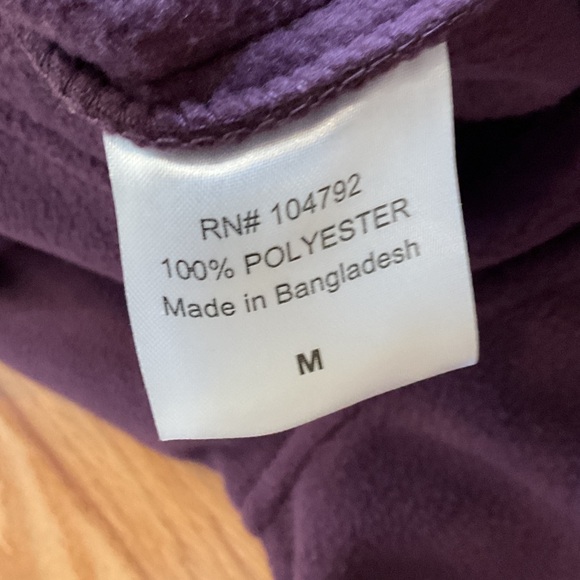 RN# 104792
100% POLYESTER
Made in Bangladesh
M